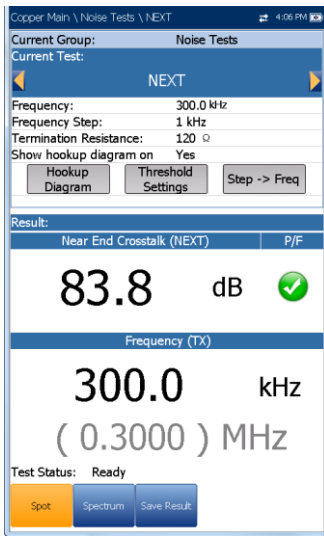 Copper Main \ Noise Tests \ NEXT 4:06 PM
Current Group: Noise Tests
Current Test:
NEXT
Frequency: 300.0 kHz
Frequency Step: 1 kHz
Termination Resistance: 120 Ω
Show hookup diagram on Yes
Hookup Diagram Threshold Settings Step -> Freq
Result:
Near End Crosstalk (NEXT) P/F
83.8 dB
Frequency (TX)
300.0 kHz
( 0.3000 ) MHz
Test Status: Ready
Spot Spectrum Save Result